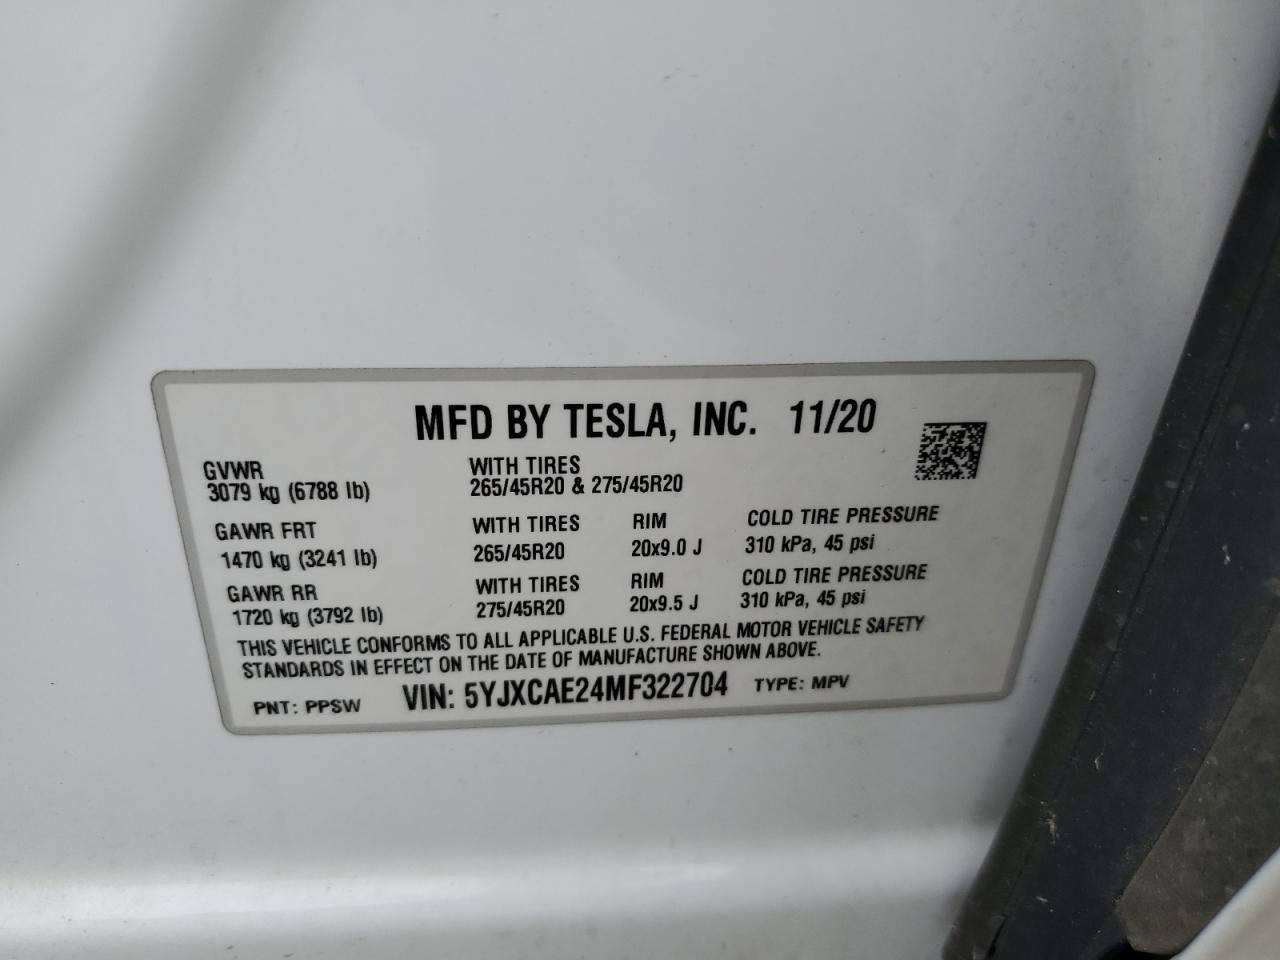 MFD BY TESLA, INC. 11/20
GVWR
3079 kg (6788 lb)
WITH TIRES
265/45R20 & 275/45R20
GAWR FRT
1470 kg (3241 lb)
WITH TIRES
265/45R20
RIM
20x9.0 J
COLD TIRE PRESSURE
310 kPa, 45 psi
GAWR RR
1720 kg (3792 lb)
WITH TIRES
275/45R20
RIM
20x9.5 J
COLD TIRE PRESSURE
310 kPa, 45 psi
THIS VEHICLE CONFORMS TO ALL APPLICABLE U.S. FEDERAL MOTOR VEHICLE SAFETY
STANDARDS IN EFFECT ON THE DATE OF MANUFACTURE SHOWN ABOVE.
PNT: PPSW VIN: 5YJXCAE24MF322704 TYPE: MPV